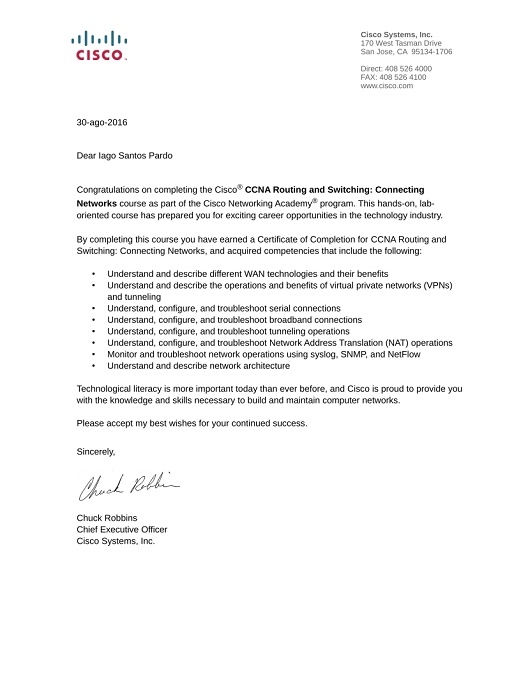 CISCO.
Cisco Systems, Inc.
170 West Tasman Drive
San Jose, CA  95134-1706
Direct: 408 526 4000
FAX: 408 526 4100
www.cisco.com
30-ago-2016
Dear Iago Santos Pardo
Congratulations on completing the Cisco® CCNA Routing and Switching: Connecting
Networks course as part of the Cisco Networking Academy® program. This hands-on, lab-
oriented course has prepared you for exciting career opportunities in the technology industry.
By completing this course you have earned a Certificate of Completion for CCNA Routing and
Switching: Connecting Networks, and acquired competencies that include the following:
• Understand and describe different WAN technologies and their benefits
• Understand and describe the operations and benefits of virtual private networks (VPNs)
and tunneling
• Understand, configure, and troubleshoot serial connections
• Understand, configure, and troubleshoot broadband connections
• Understand, configure, and troubleshoot tunneling operations
• Understand, configure, and troubleshoot Network Address Translation (NAT) operations
• Monitor and troubleshoot network operations using syslog, SNMP, and NetFlow
• Understand and describe network architecture
Technological literacy is more important today than ever before, and Cisco is proud to provide you
with the knowledge and skills necessary to build and maintain computer networks.
Please accept my best wishes for your continued success.
Sincerely,
Chuck Robbins
Chuck Robbins
Chief Executive Officer
Cisco Systems, Inc.